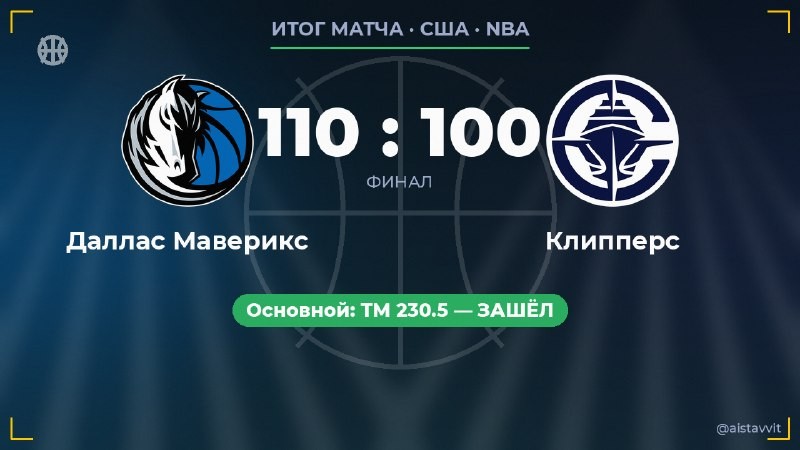 ИТОГ МАТЧА · США · NBA
110 : 100
ФИНАЛ
Даллас Маверикс
Клипперс
Основной: ТМ 230.5 — ЗАШЁЛ
@aistavvit